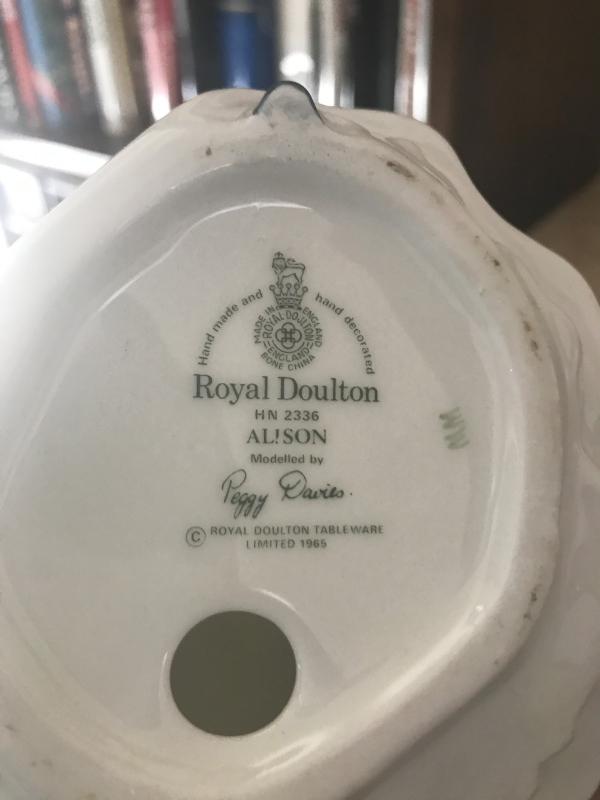 Hand made and hand decorated
MADE IN ENGLAND
ROYAL DOULTON
ENGLAND
BONE CHINA
Royal Doulton
HN 2336
AL!SON
Modelled by
Peggy Davies.
© ROYAL DOULTON TABLEWARE
LIMITED 1965
NM